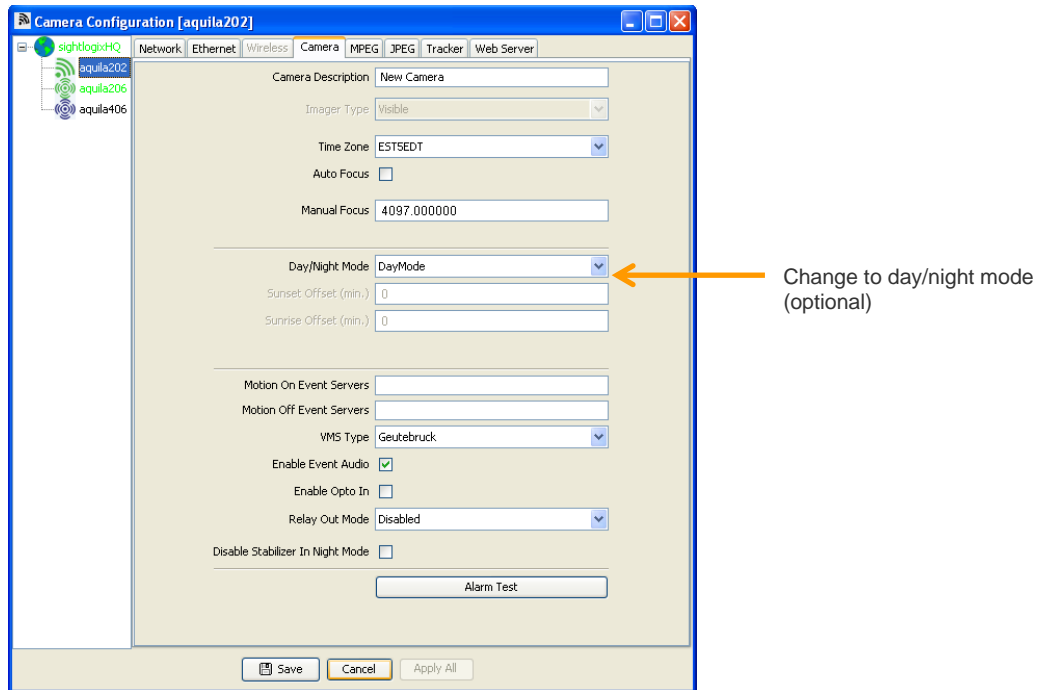 Camera Configuration [aquila202]
sightlogixHQ
aquila202
aquila206
aquila406
Network Ethernet Wireless Camera MPEG JPEG Tracker Web Server
Camera Description New Camera
Imager Type Visible
Time Zone EST5EDT
Auto Focus
Manual Focus 4097.000000
Day/Night Mode DayMode
Sunset Offset (min.) 0
Sunrise Offset (min.) 0
Motion On Event Servers
Motion Off Event Servers
VMS Type Geutebruck
Enable Event Audio
Enable Opto In
Relay Out Mode Disabled
Disable Stabilizer In Night Mode
Alarm Test
Save Cancel Apply All
Change to day/night mode
(optional)